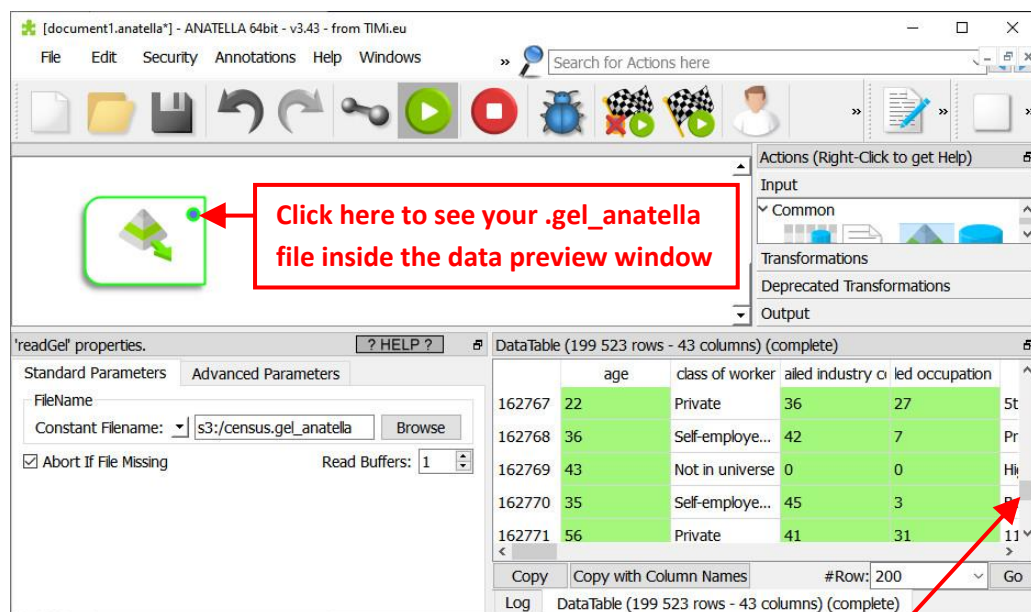 [document1.anatella*] - ANATELLA 64bit - v3.43 - from TIMi.eu
File Edit Security Annotations Help Windows » Search for Actions here
» »
Actions (Right-Click to get Help)
Input
Common
Transformations
Deprecated Transformations
Output
Click here to see your .gel_anatella
file inside the data preview window
'readGel' properties. ? HELP ?
Standard Parameters Advanced Parameters
FileName
Constant Filename: s3:/census.gel_anatella Browse
Abort If File Missing Read Buffers: 1
DataTable (199 523 rows - 43 columns) (complete)
age class of worker ailed industry co led occupation
162767 22 Private 36 27 5t
162768 36 Self-employe... 42 7 Pr
162769 43 Not in universe 0 0 Hig
162770 35 Self-employe... 45 3
162771 56 Private 41 31 11
Copy Copy with Column Names #Row: 200 Go
Log DataTable (199 523 rows - 43 columns) (complete)